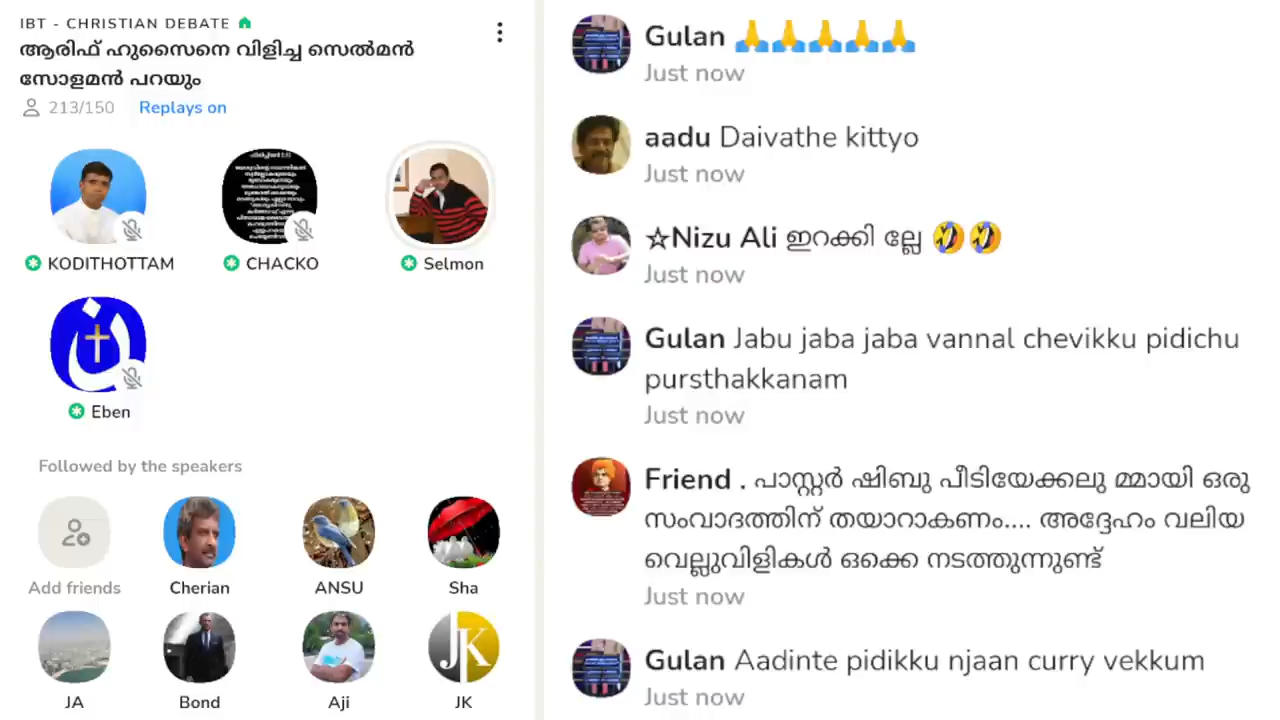 IBT - CHRISTIAN DEBATE
ആരിഫ് ഹുസൈനെ വിളിച്ച സെൽമൻ
സോളമൻ പറയും
213/150 Replays on
KODITHOTTAM
CHACKO
Selmon
Eben
Followed by the speakers
Add friends
Cherian
ANSU
Sha
JA
Bond
Aji
JK
JK
Gulan 🙏🙏🙏🙏🙏
Just now
aadu Daivathe kittyo
Just now
☆Nizu Ali ഇറക്കി ല്ലേ 🤣🤣
Just now
Gulan Jabu jaba jaba vannal chevikku pidichu
pursthakkanam
Just now
Friend . പാസ്റ്റർ ഷിബു പീടിയേക്കലു മ്മായി ഒരു
സംവാദത്തിന് തയാറാകണം.... അദ്ദേഹം വലിയ
വെല്ലുവിളികൾ ഒക്കെ നടത്തുന്നുണ്ട്
Just now
Gulan Aadinte pidikku njaan curry vekkum
Just now